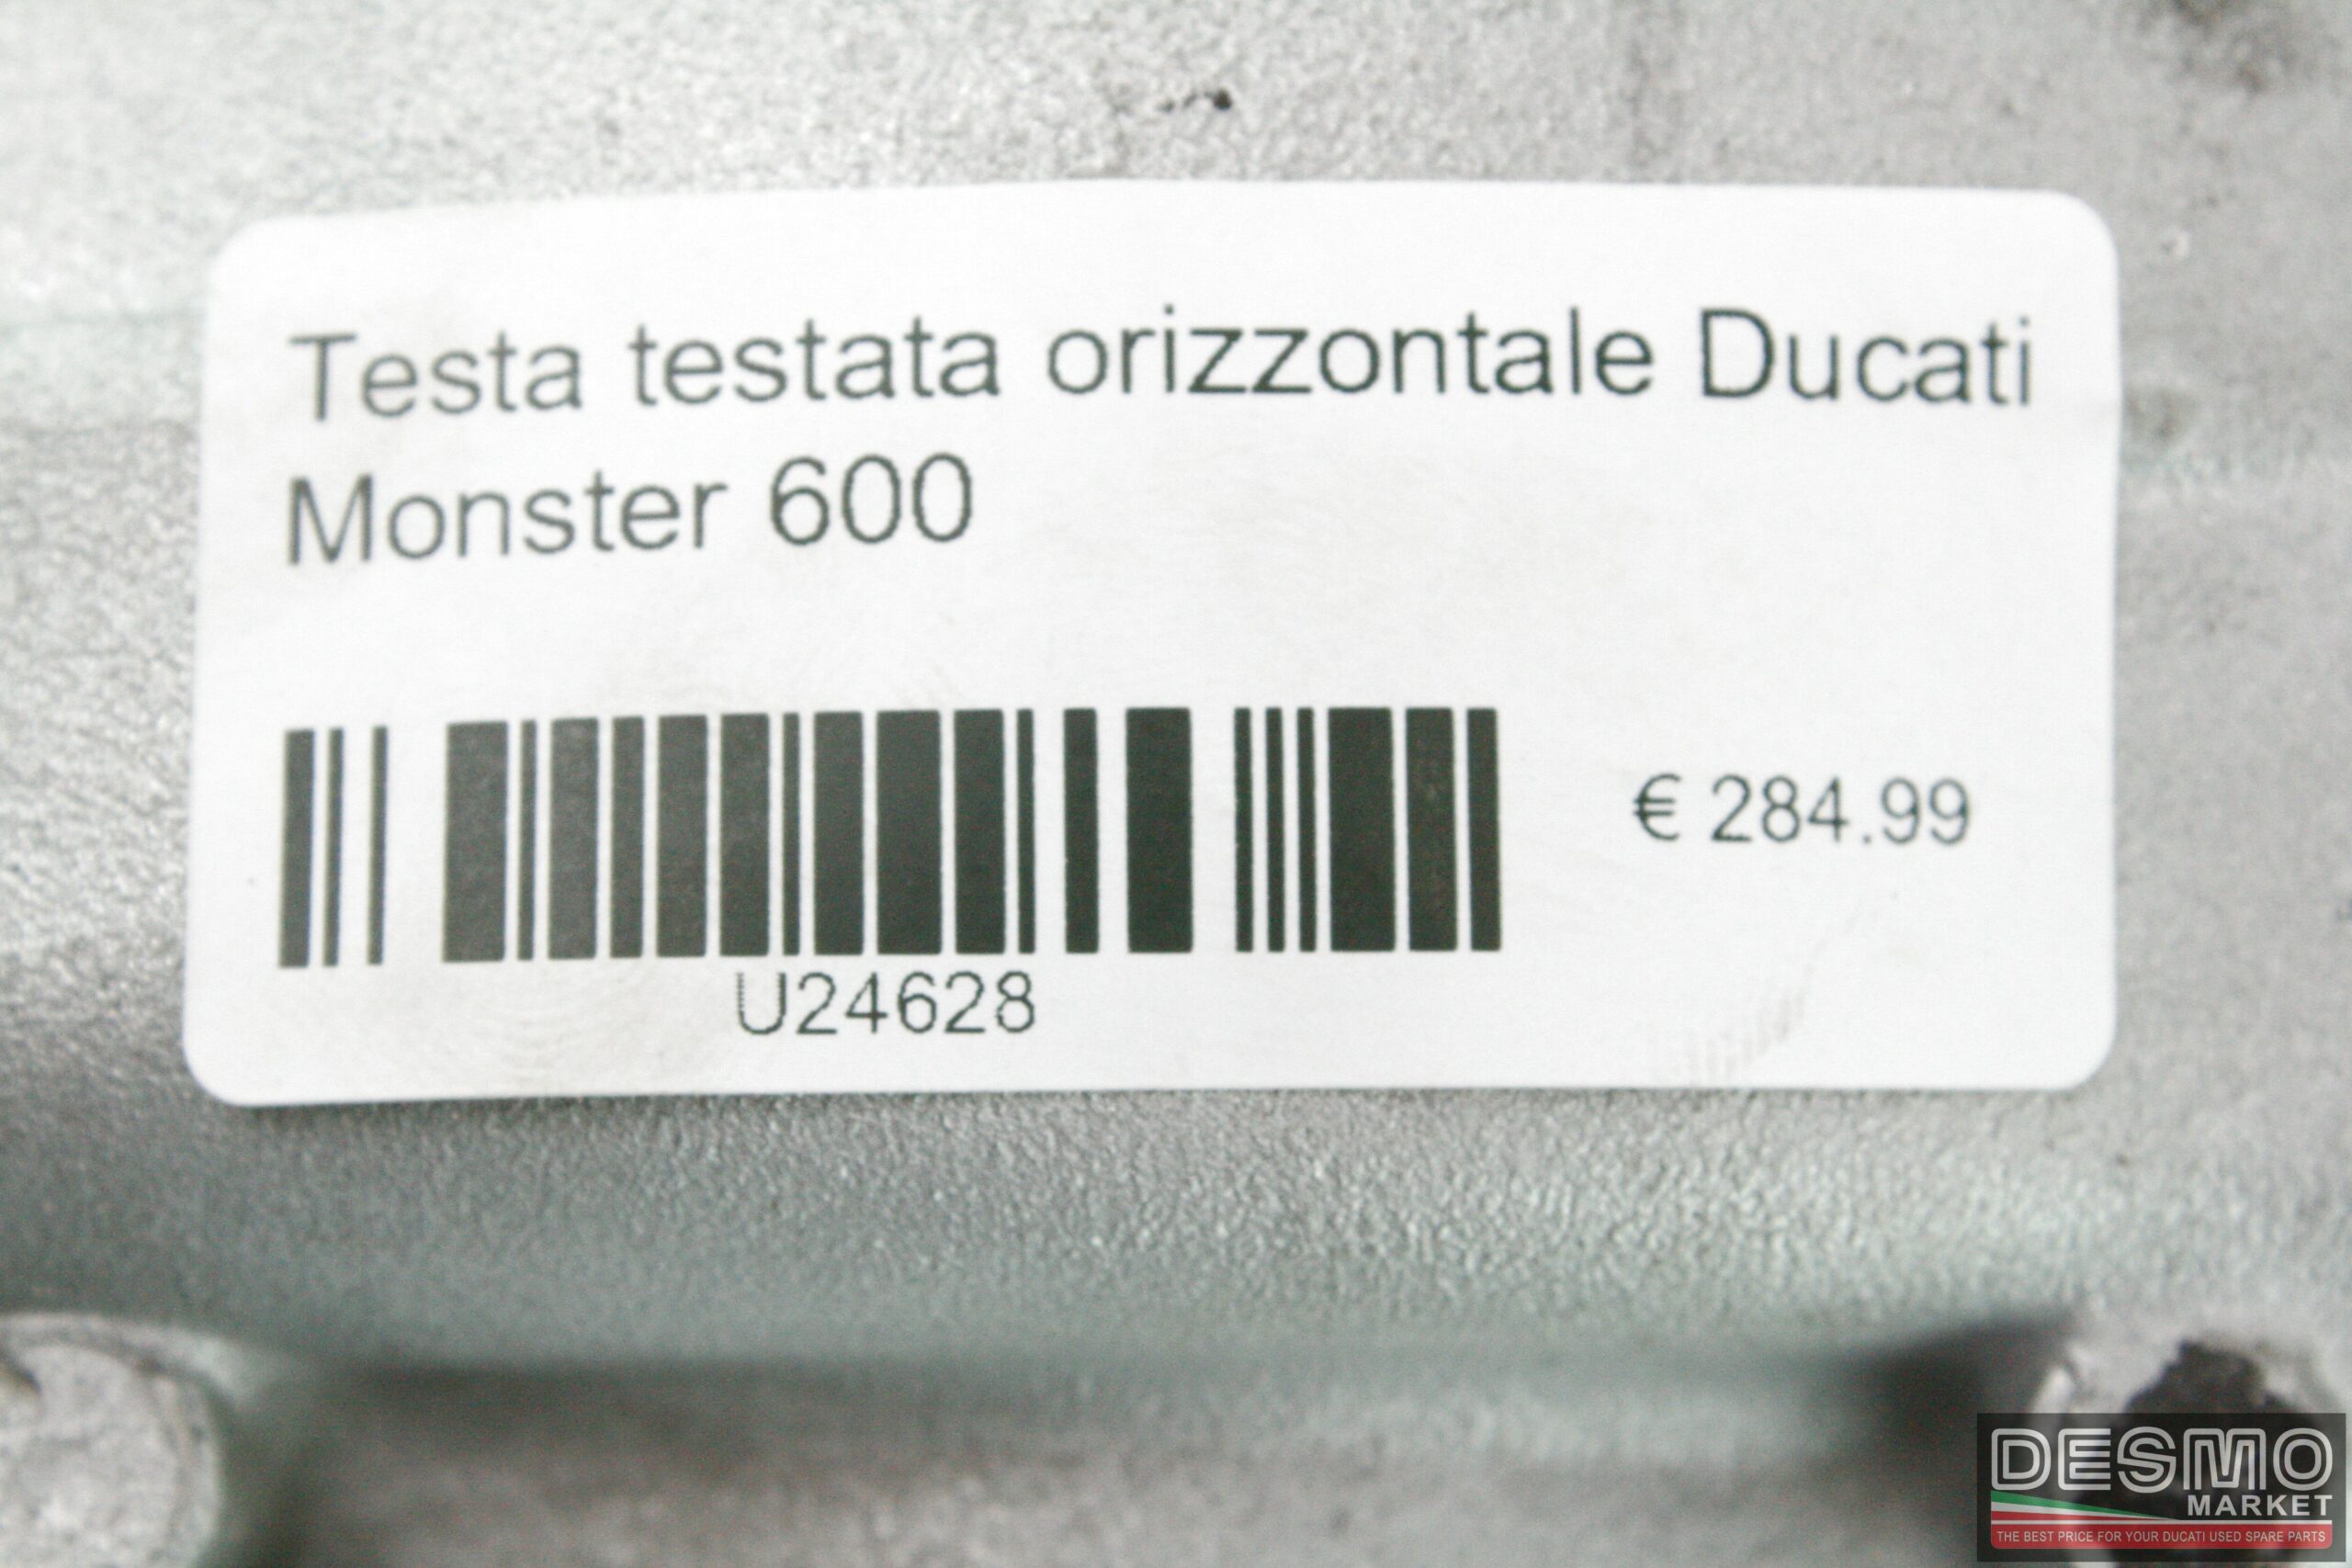 Testa testata orizzontale Ducati
Monster 600
€ 284.99
U24628
DESMO
MARKET
THE BEST PRICE FOR YOUR DUCATI USED SPARE PARTS